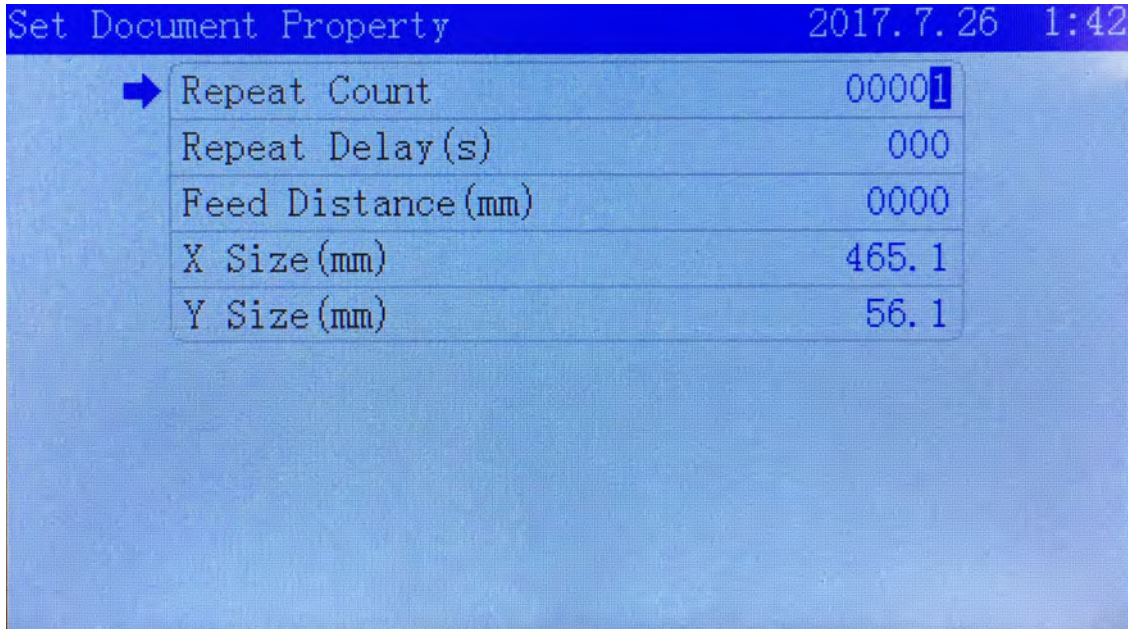 Set Document Property 2017.7.26 1:42
Repeat Count 00001
Repeat Delay(s) 000
Feed Distance(mm) 0000
X Size(mm) 465.1
Y Size(mm) 56.1